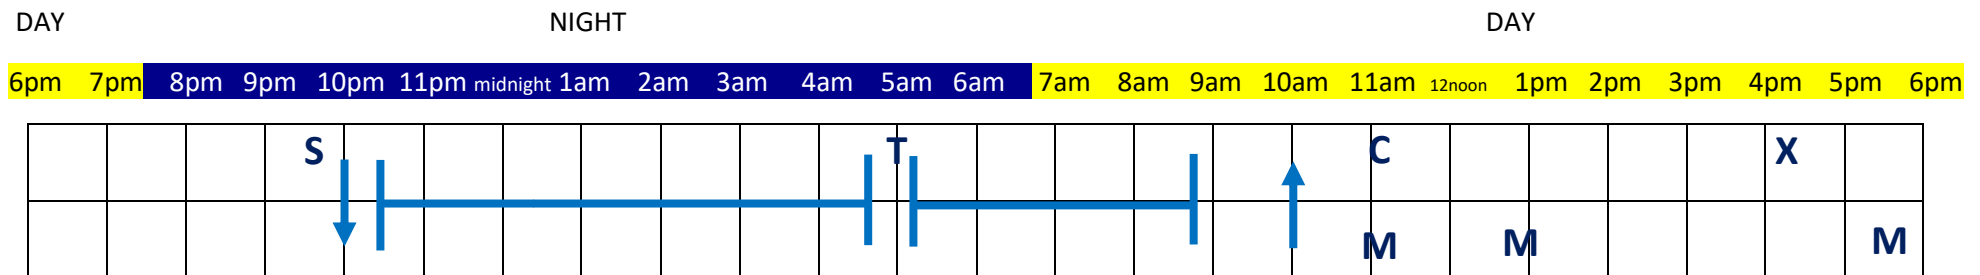 DAY NIGHT DAY
6pm 7pm 8pm 9pm 10pm 11pm midnight 1am 2am 3am 4am 5am 6am 7am 8am 9am 10am 11am 12noon 1pm 2pm 3pm 4pm 5pm 6pm
S T C X
M M M